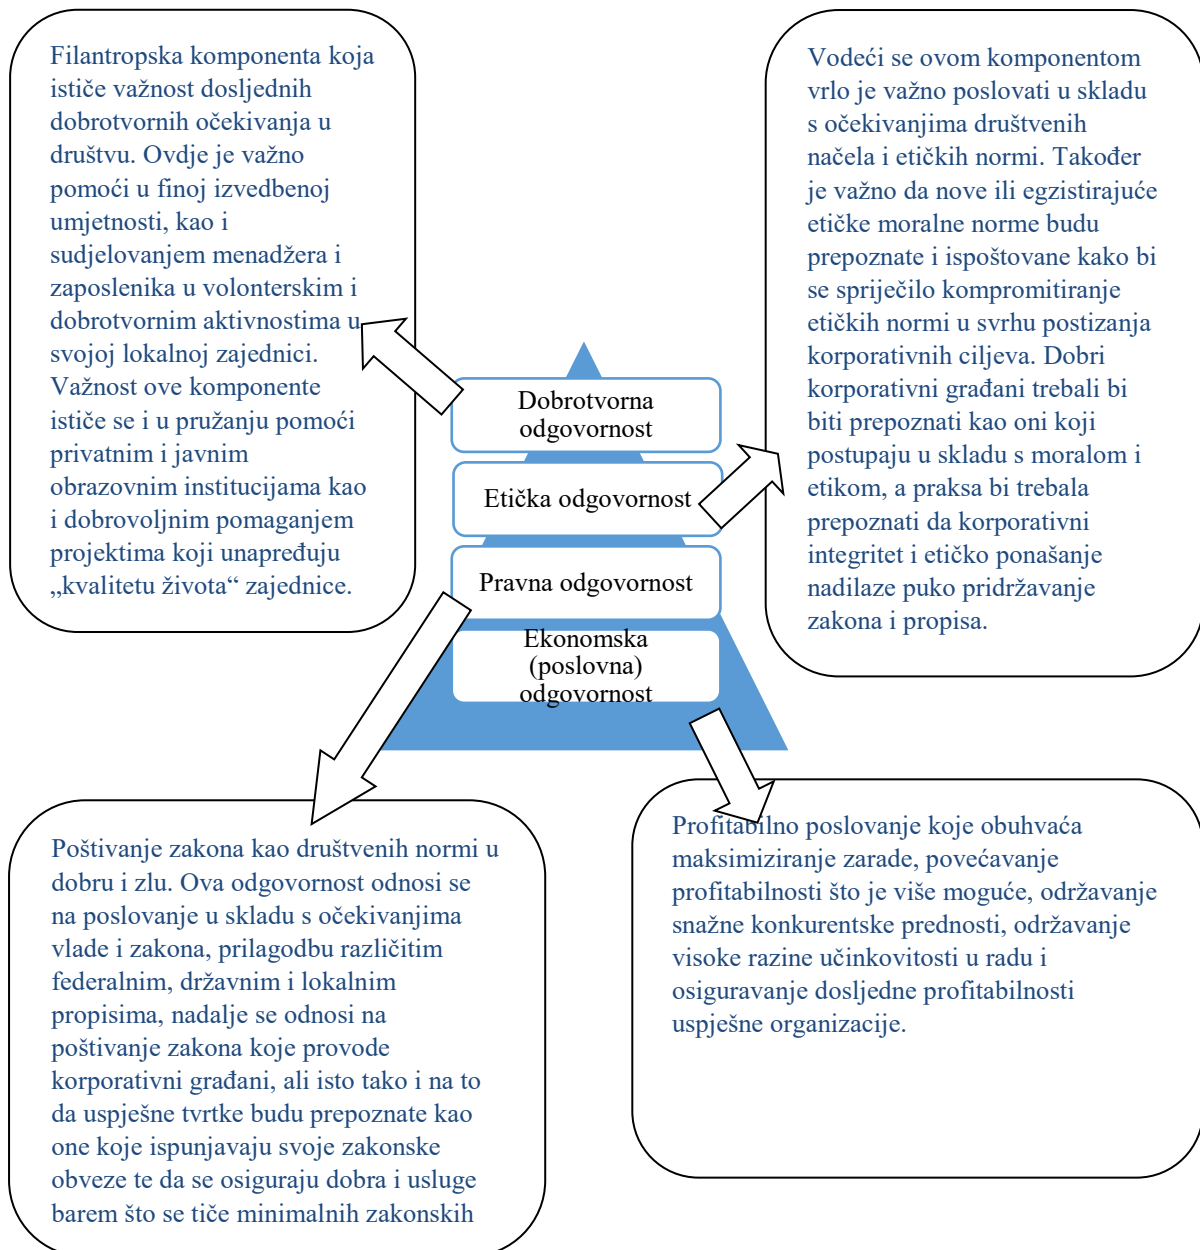 Filantropska komponenta koja
ističe važnost dosljednih
dobrotvornih očekivanja u
društvu. Ovdje je važno
pomoći u finoj izvedbenoj
umjetnosti, kao i
sudjelovanjem menadžera i
zaposlenika u volonterskim i
dobrotvornim aktivnostima u
svojoj lokalnoj zajednici.
Važnost ove komponente
ističe se i u pružanju pomoći
privatnim i javnim
obrazovnim institucijama kao
i dobrovoljnim pomaganjem
projektima koji unapređuju
„kvalitetu života“ zajednice.
Vodeći se ovom komponentom
vrlo je važno poslovati u skladu
s očekivanjima društvenih
načela i etičkih normi. Također
je važno da nove ili egzistirajuće
etičke moralne norme budu
prepoznate i ispoštovane kako bi
se spriječilo kompromitiranje
etičkih normi u svrhu postizanja
korporativnih ciljeva. Dobri
korporativni građani trebali bi
biti prepoznati kao oni koji
postupaju u skladu s moralom i
etikom, a praksa bi trebala
prepoznati da korporativni
integritet i etičko ponašanje
nadilaze puko pridržavanje
zakona i propisa.
Dobrotvorna
odgovornost
Etička odgovornost
Pravna odgovornost
Ekonomska
(poslovna)
odgovornost
Poštivanje zakona kao društvenih normi u
dobru i zlu. Ova odgovornost odnosi se
na poslovanje u skladu s očekivanjima
vlade i zakona, prilagodbu različitim
federalnim, državnim i lokalnim
propisima, nadalje se odnosi na
poštivanje zakona koje provode
korporativni građani, ali isto tako i na to
da uspješne tvrtke budu prepoznate kao
one koje ispunjavaju svoje zakonske
obveze te da se osiguraju dobra i usluge
barem što se tiče minimalnih zakonskih
Profitabilno poslovanje koje obuhvaća
maksimiziranje zarade, povećavanje
profitabilnosti što je više moguće, održavanje
snažne konkurentske prednosti, održavanje
visoke razine učinkovitosti u radu i
osiguravanje dosljedne profitabilnosti
uspješne organizacije.